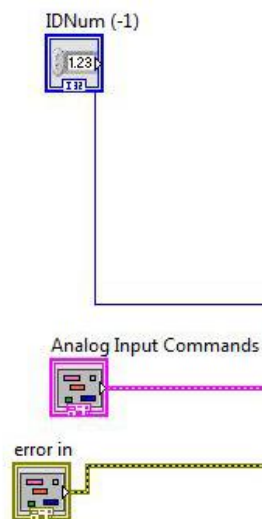 IDNum (-1)
1.23
I32
Analog Input Commands
error in